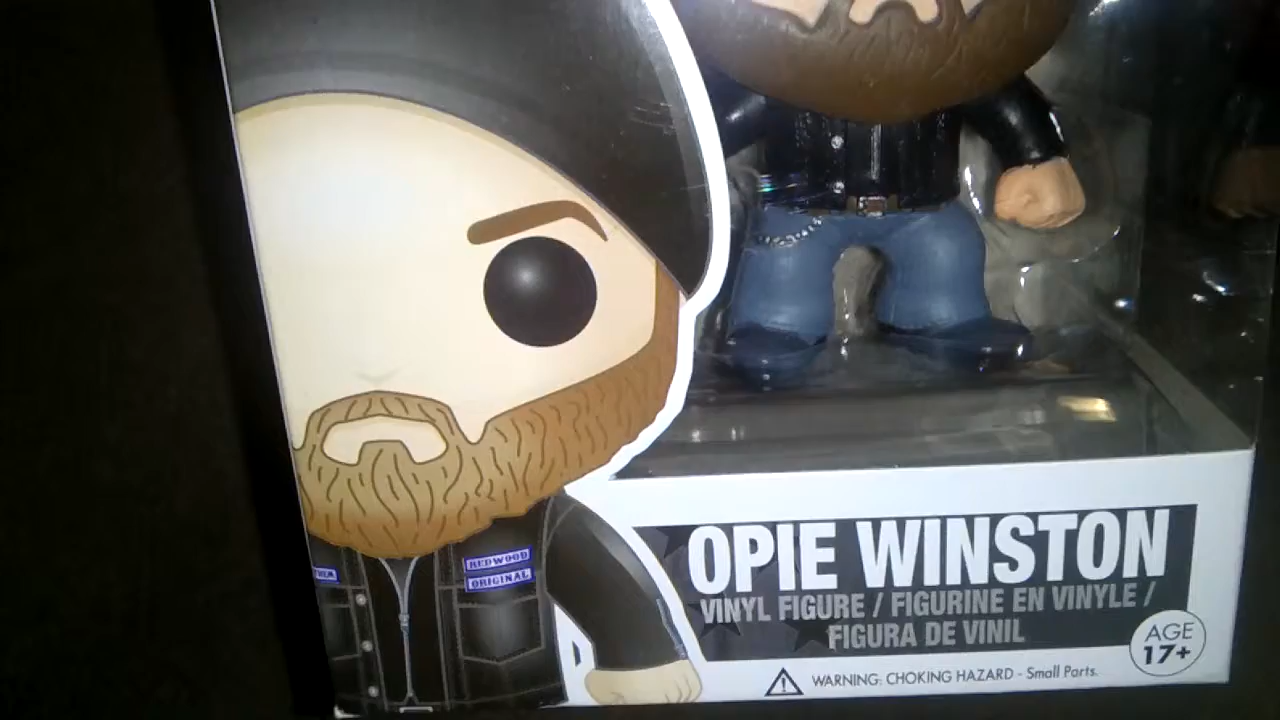 THEM
REDWOOD
ORIGINAL
OPIE WINSTON
VINYL FIGURE / FIGURINE EN VINYLE /
FIGURA DE VINIL
AGE
17+
WARNING: CHOKING HAZARD - Small Parts.